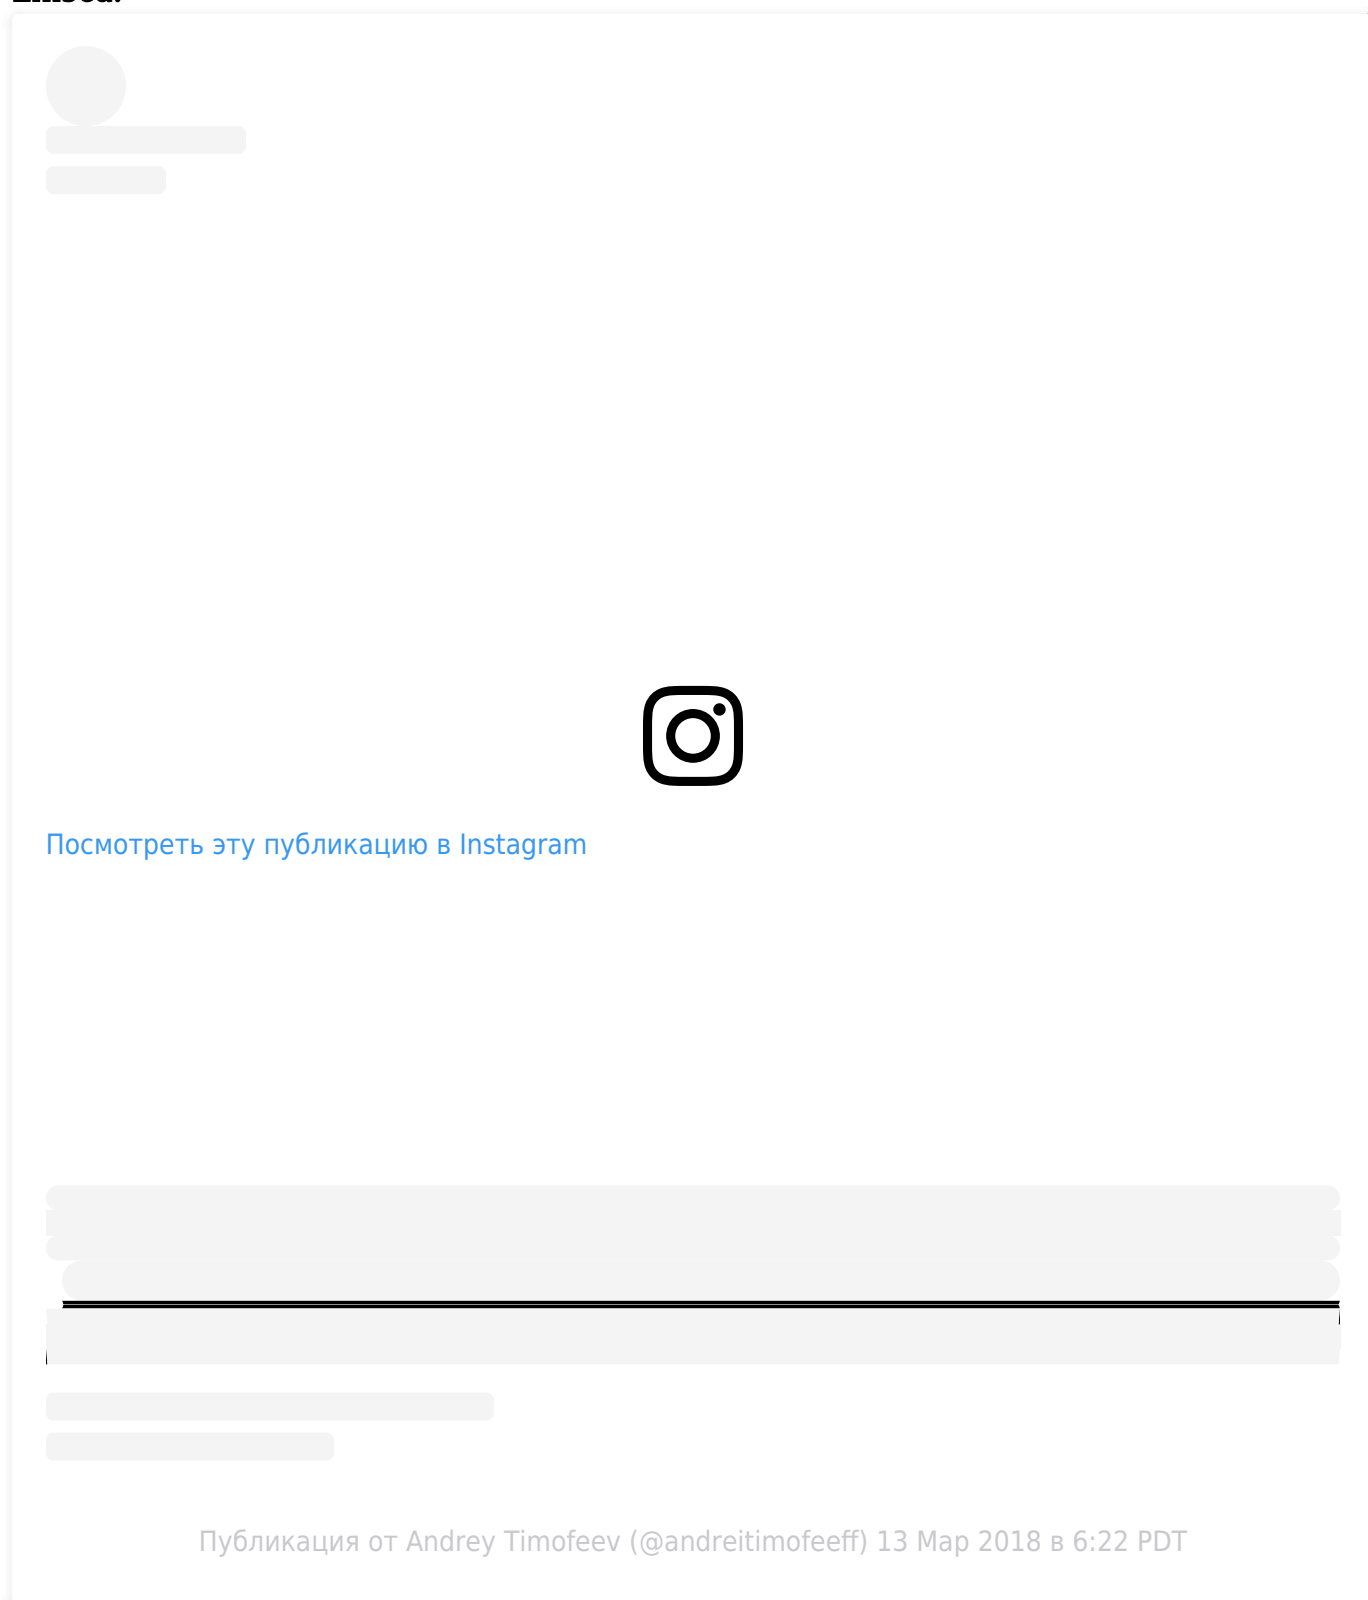 Посмотреть эту публикацию в Instagram
Публикация от Andrey Timofeev (@andreitimofeeff) 13 Мар 2018 в 6:22 PDT